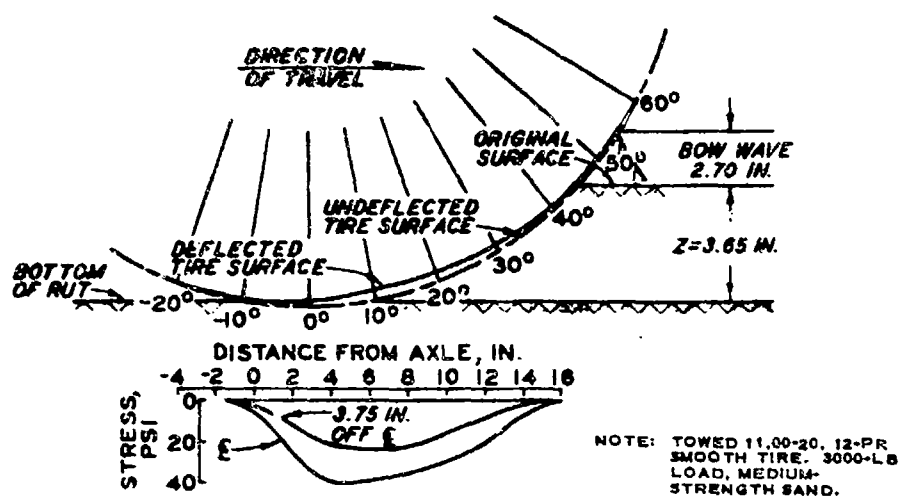 DIRECTION
OF TRAVEL
60°
ORIGINAL
SURFACE
50°
BOW WAVE
2.70 IN.
UNDEFLECTED
TIRE SURFACE
40°
Z=3.65 IN.
DEFLECTED
TIRE SURFACE
30°
BOTTOM
OF RUT
-20°
-10°
0°
10°
20°
DISTANCE FROM AXLE, IN.
-4 -2 0 2 4 6 8 10 12 14 16
STRESS,
PSI
0
20
40
3.75 IN.
OFF ℄
℄
NOTE: TOWED 11.00-20, 12-PR
SMOOTH TIRE. 3000-LB
LOAD, MEDIUM-
STRENGTH SAND.